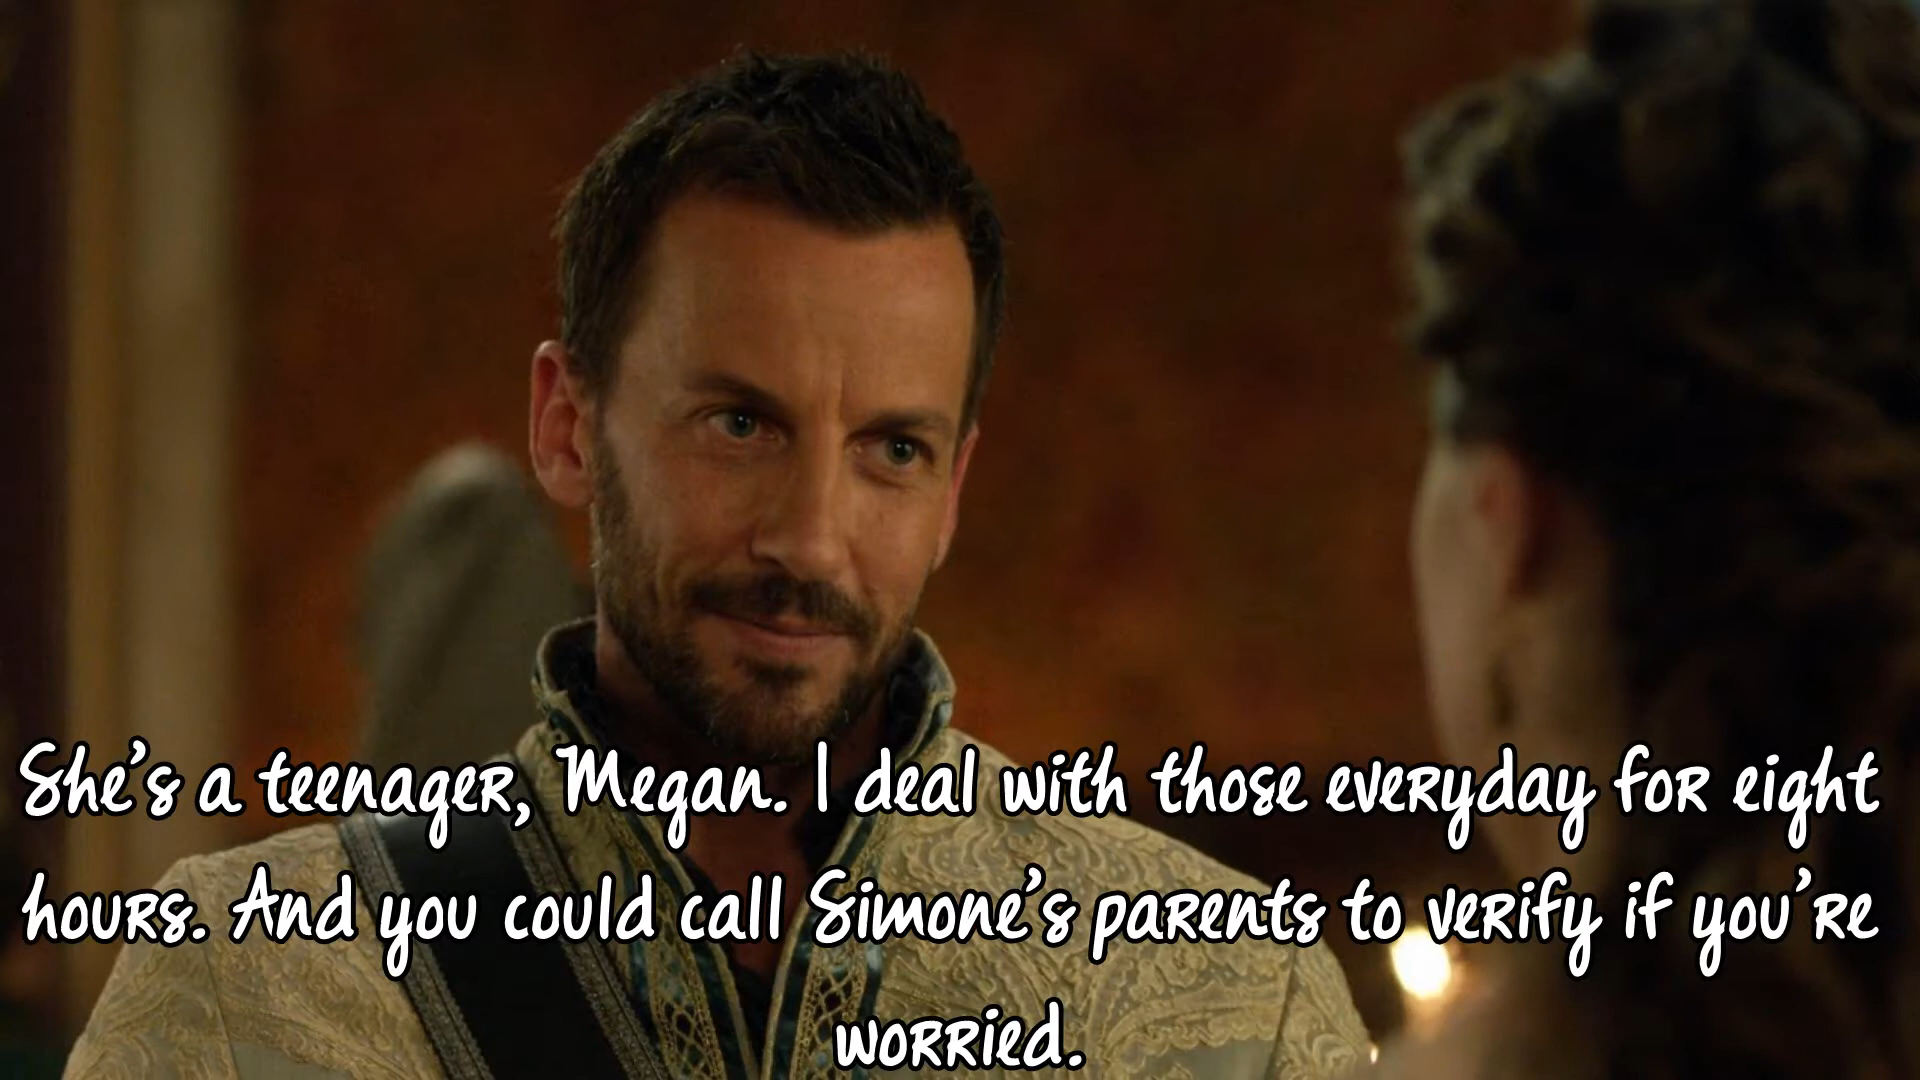 She's a teenager, Megan. I deal with those everyday for eight
hours. And you could call Simone's parents to verify if you're
worried.